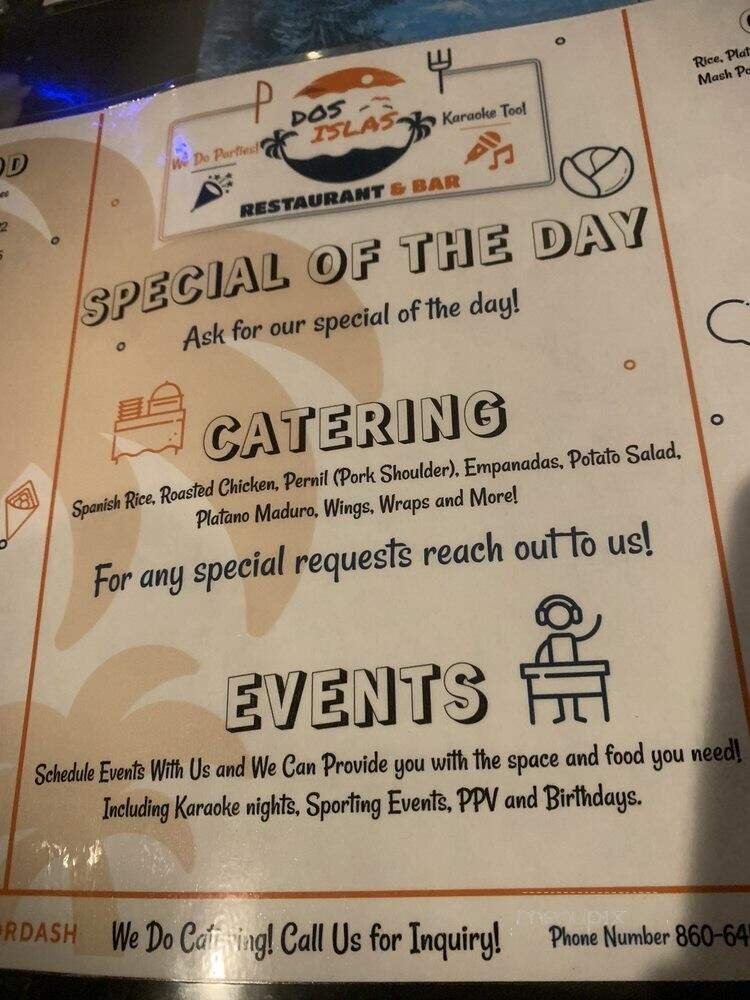 We Do Parties!
DOS
ISLAS
Karaoke Too!
RESTAURANT & BAR
SPECIAL OF THE DAY
Ask for our special of the day!
CATERING
Spanish Rice, Roasted Chicken, Pernil (Pork Shoulder), Empanadas, Potato Salad,
Platano Maduro, Wings, Wraps and More!
For any special requests reach out to us!
EVENTS
Schedule Events With Us and We Can Provide you with the space and food you need!
Including Karaoke nights, Sporting Events, PPV and Birthdays.
RDASH We Do Catering! Call Us for Inquiry! Phone Number 860-64
Rice, Plat
Mash Po
menupix